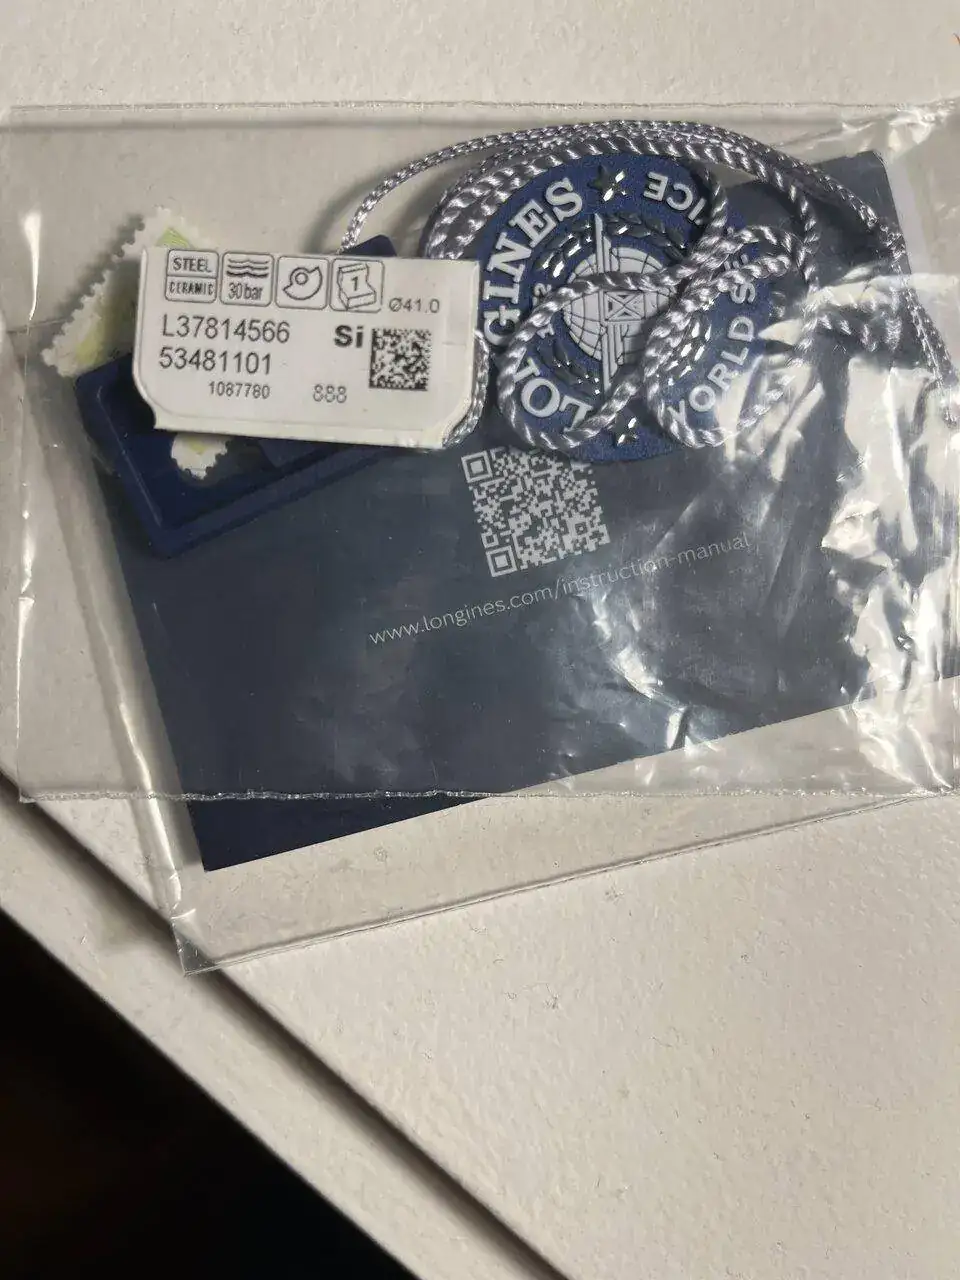 STEEL
CERAMIC
30 bar
1
Ø41.0
L37814566
Si
53481101
1087780
888
LONGINES
WORLD SERVICE
www.longines.com/instruction-manual